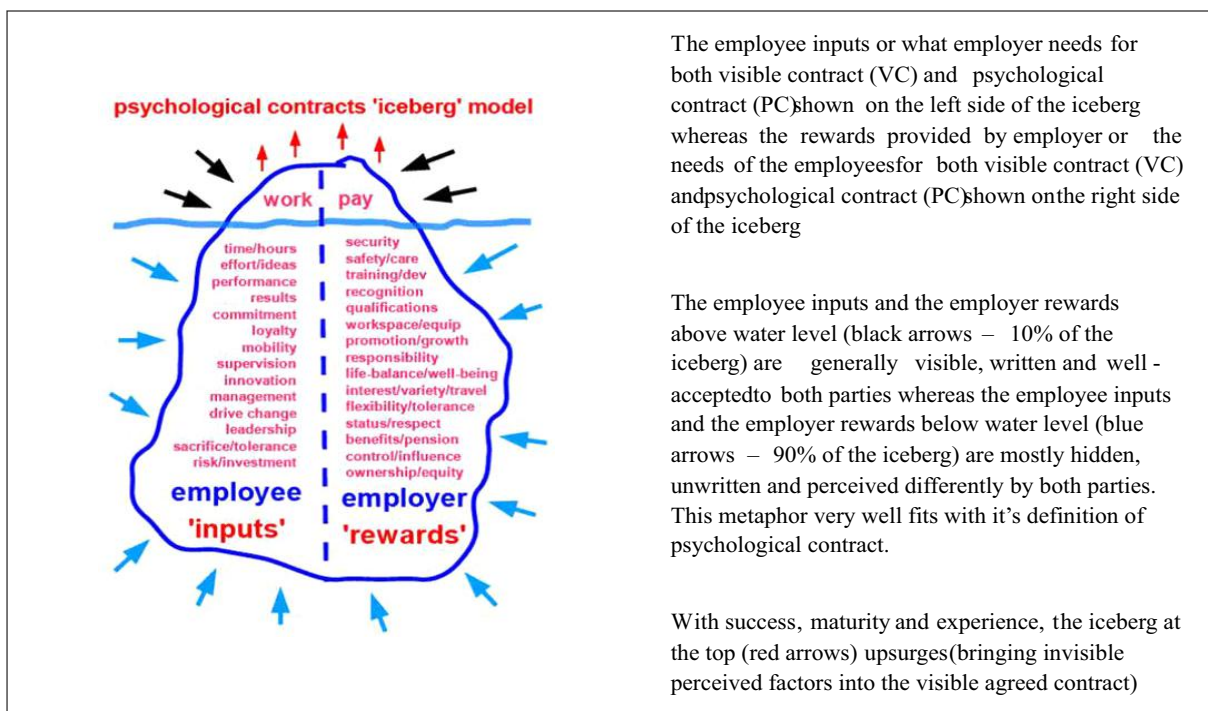 psychological contracts 'iceberg' model
work
pay
time/hours
effort/ideas
performance
results
commitment
loyalty
mobility
supervision
innovation
management
drive change
leadership
sacrifice/tolerance
risk/investment
employee
'inputs'
security
safety/care
training/dev
recognition
qualifications
workspace/equip
promotion/growth
responsibility
life-balance/well-being
interest/variety/travel
flexibility/tolerance
status/respect
benefits/pension
control/influence
ownership/equity
employer
'rewards'
The employee inputs or what employer needs for
both visible contract (VC) and psychological
contract (PC)shown on the left side of the iceberg
whereas the rewards provided by employer or the
needs of the employeesfor both visible contract (VC)
andpsychological contract (PC)shown onthe right side
of the iceberg
The employee inputs and the employer rewards
above water level (black arrows – 10% of the
iceberg) are generally visible, written and well -
acceptedto both parties whereas the employee inputs
and the employer rewards below water level (blue
arrows – 90% of the iceberg) are mostly hidden,
unwritten and perceived differently by both parties.
This metaphor very well fits with it’s definition of
psychological contract.
With success, maturity and experience, the iceberg at
the top (red arrows) upsurges(bringing invisible
perceived factors into the visible agreed contract)